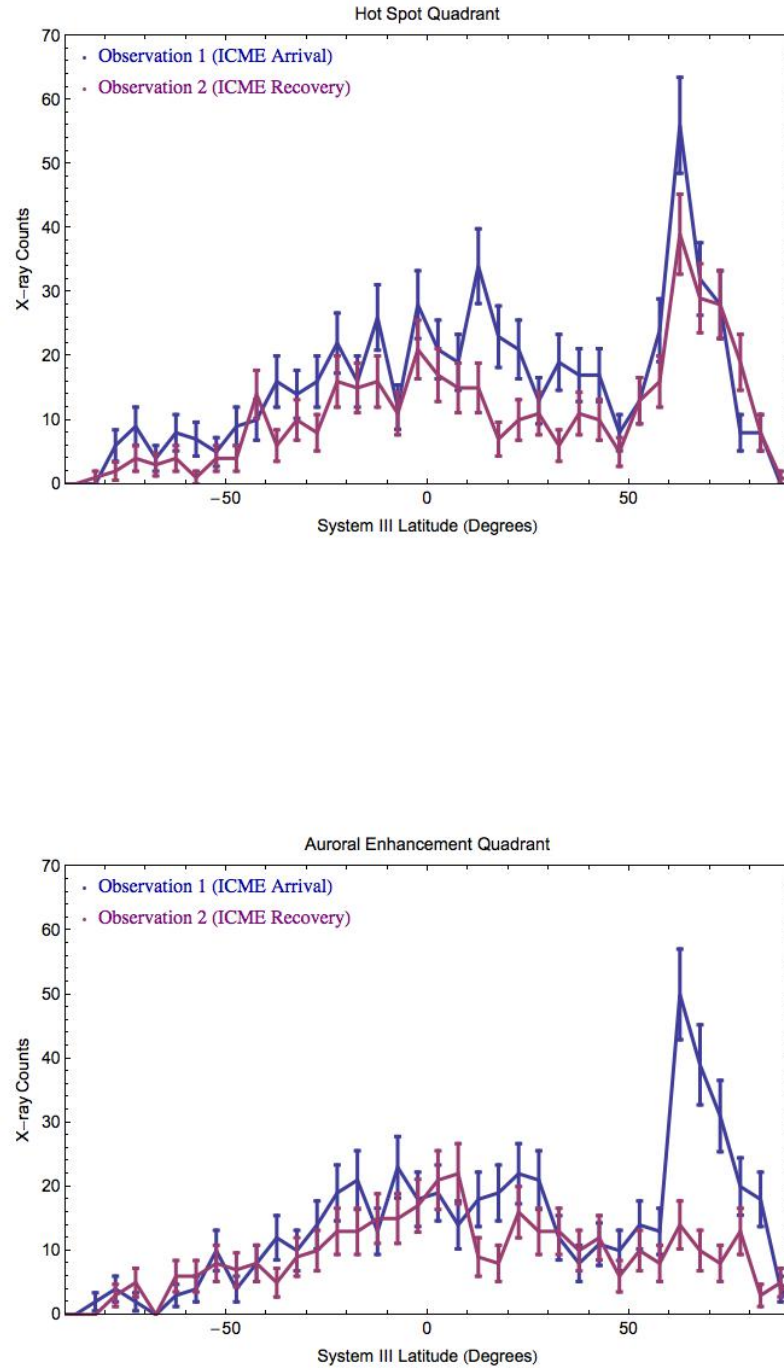 Hot Spot Quadrant
70
Observation 1 (ICME Arrival)
Observation 2 (ICME Recovery)
60
50
40
30
20
10
0
X-ray Counts
−50 0 50
System III Latitude (Degrees)
Auroral Enhancement Quadrant
70
Observation 1 (ICME Arrival)
Observation 2 (ICME Recovery)
60
50
40
30
20
10
0
X-ray Counts
−50 0 50
System III Latitude (Degrees)